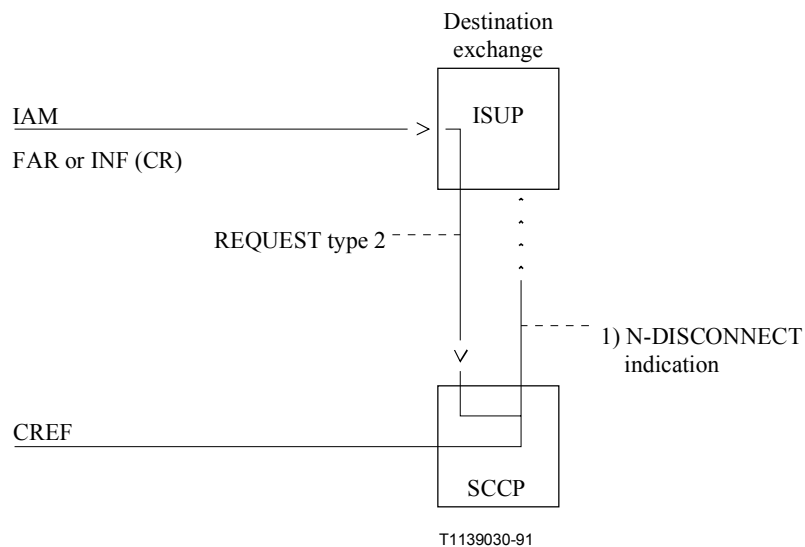 Destination
exchange
ISUP
IAM
FAR or INF (CR)
REQUEST type 2
1) N-DISCONNECT
indication
CREF
SCCP
T1139030-91